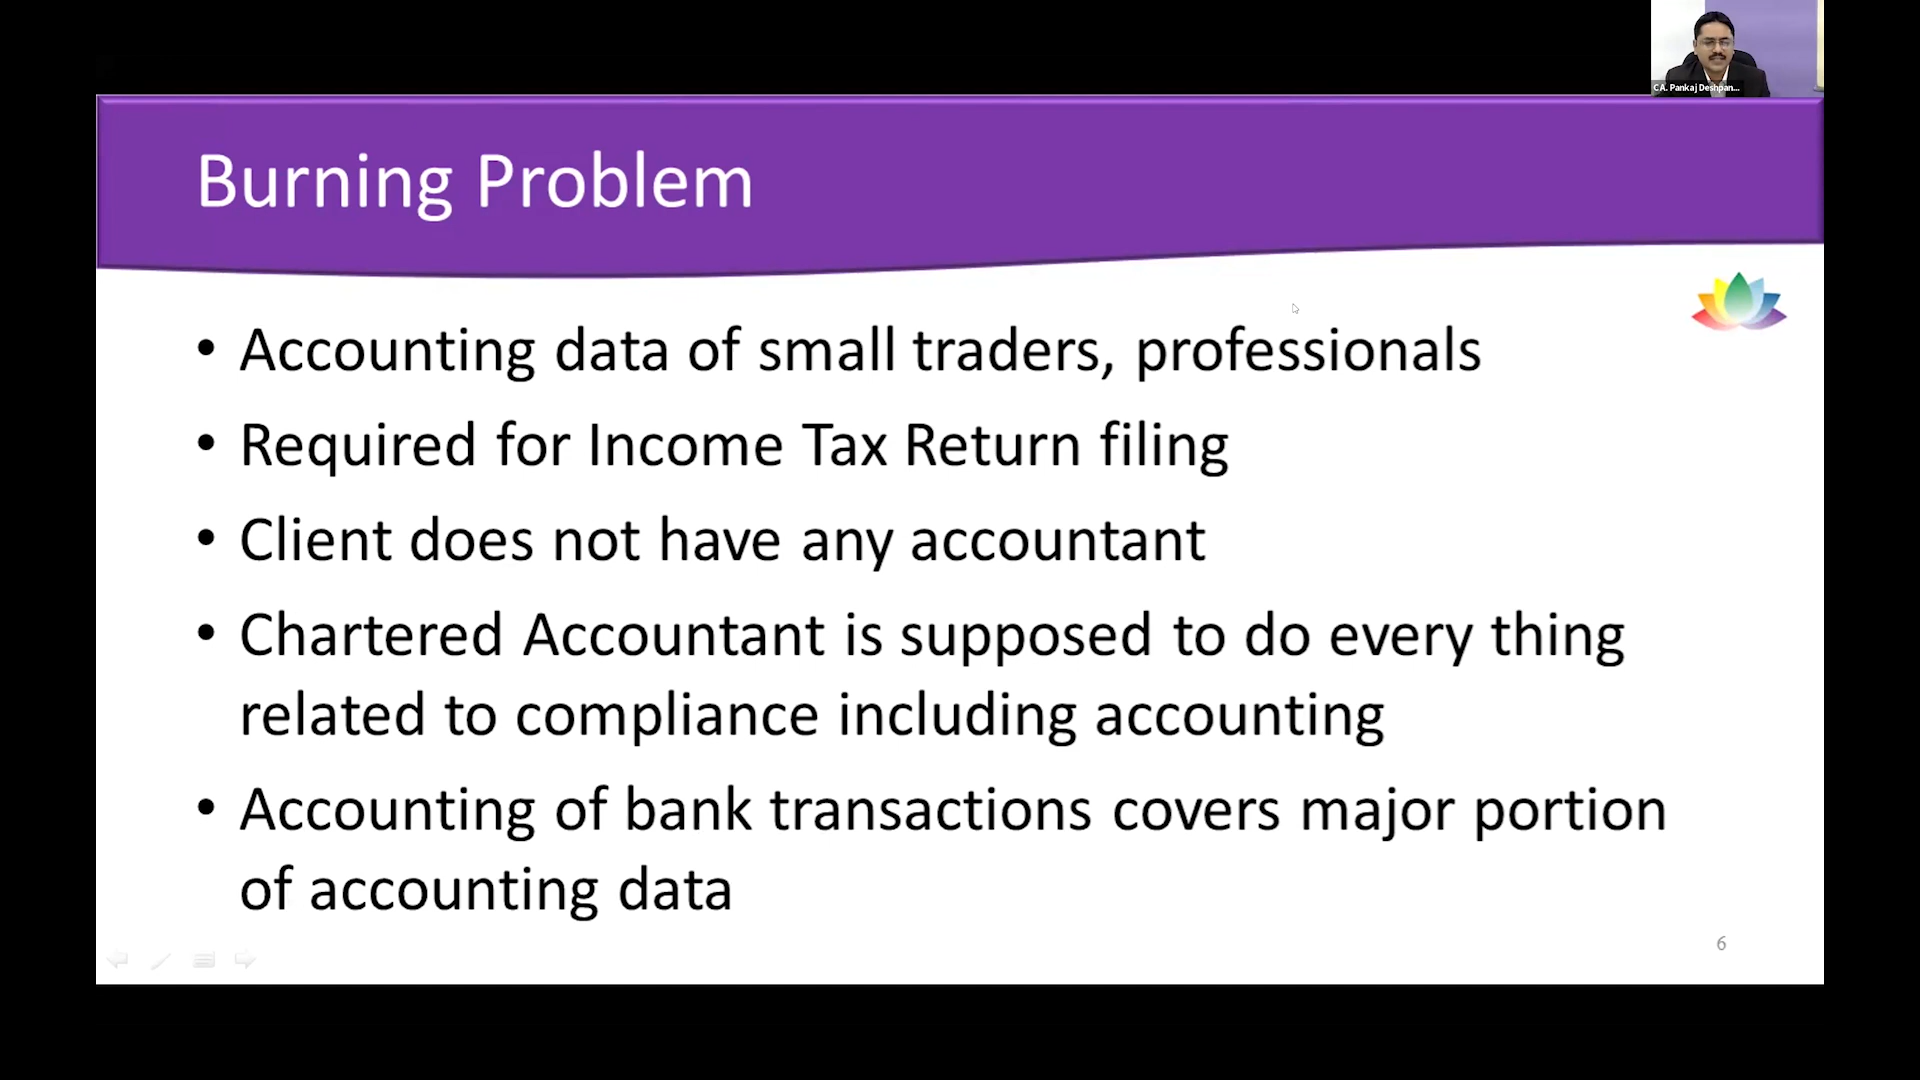 CA. Pankaj Deshpan...
Burning Problem
• Accounting data of small traders, professionals
• Required for Income Tax Return filing
• Client does not have any accountant
• Chartered Accountant is supposed to do every thing
related to compliance including accounting
• Accounting of bank transactions covers major portion
of accounting data
6